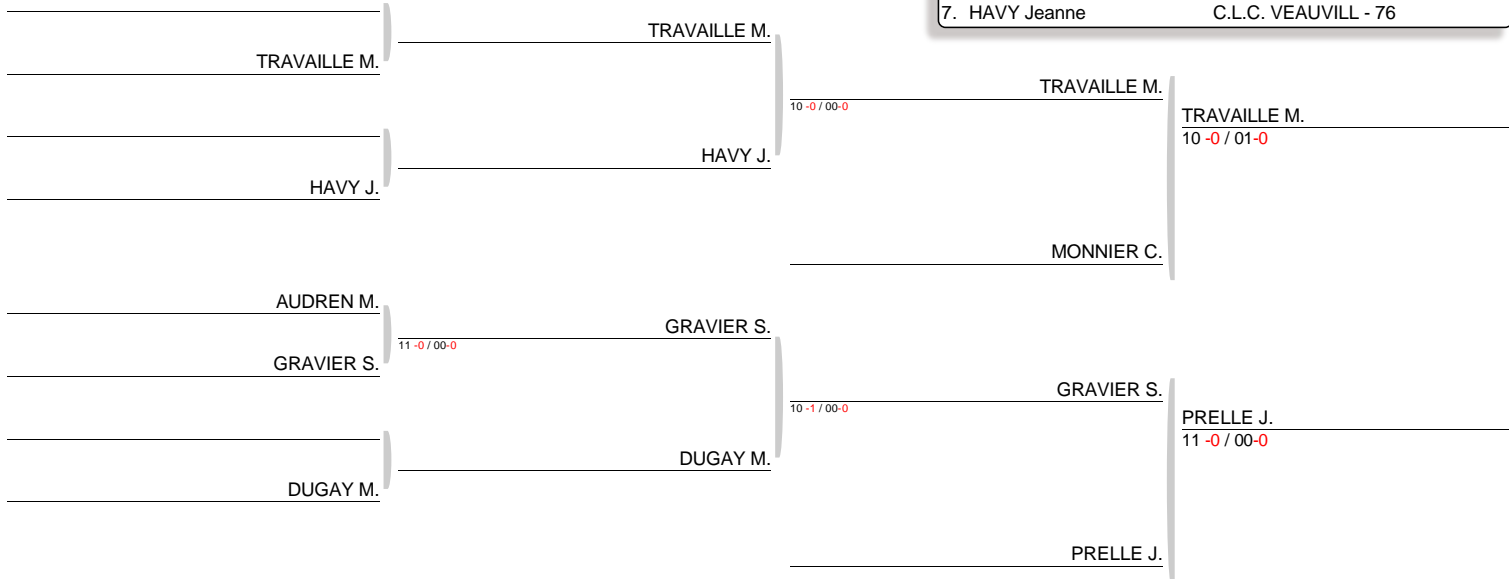 7. HAVY Jeanne C.L.C. VEAUVILL - 76
TRAVAILLE M.
TRAVAILLE M.
TRAVAILLE M.
10 -0 / 00-0
TRAVAILLE M.
10 -0 / 01-0
HAVY J.
HAVY J.
MONNIER C.
AUDREN M.
GRAVIER S.
11 -0 / 00-0
GRAVIER S.
GRAVIER S.
10 -1 / 00-0
PRELLE J.
11 -0 / 00-0
DUGAY M.
DUGAY M.
PRELLE J.